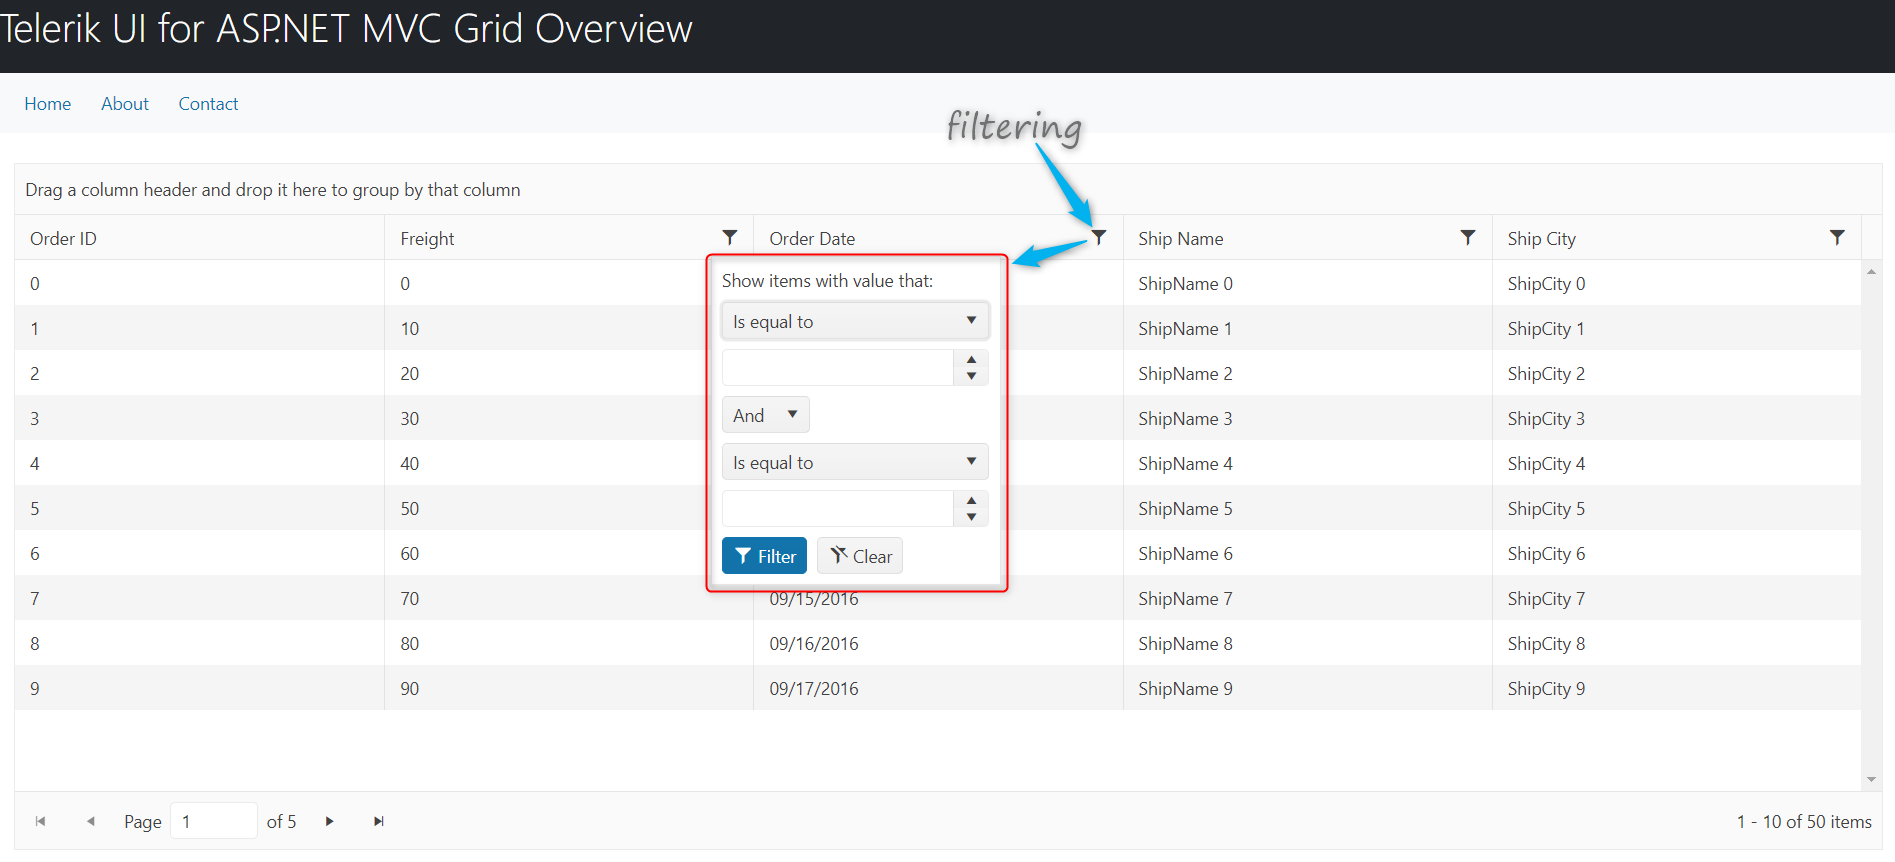 Telerik UI for ASP.NET MVC Grid Overview
Home About Contact
filtering
Drag a column header and drop it here to group by that column
Order ID Freight Order Date Ship Name Ship City
Show items with value that:
Is equal to
And
Is equal to
Filter Clear
0 0 ShipName 0 ShipCity 0
1 10 ShipName 1 ShipCity 1
2 20 ShipName 2 ShipCity 2
3 30 ShipName 3 ShipCity 3
4 40 ShipName 4 ShipCity 4
5 50 ShipName 5 ShipCity 5
6 60 ShipName 6 ShipCity 6
7 70 09/15/2016 ShipName 7 ShipCity 7
8 80 09/16/2016 ShipName 8 ShipCity 8
9 90 09/17/2016 ShipName 9 ShipCity 9
Page 1 of 5 1 - 10 of 50 items